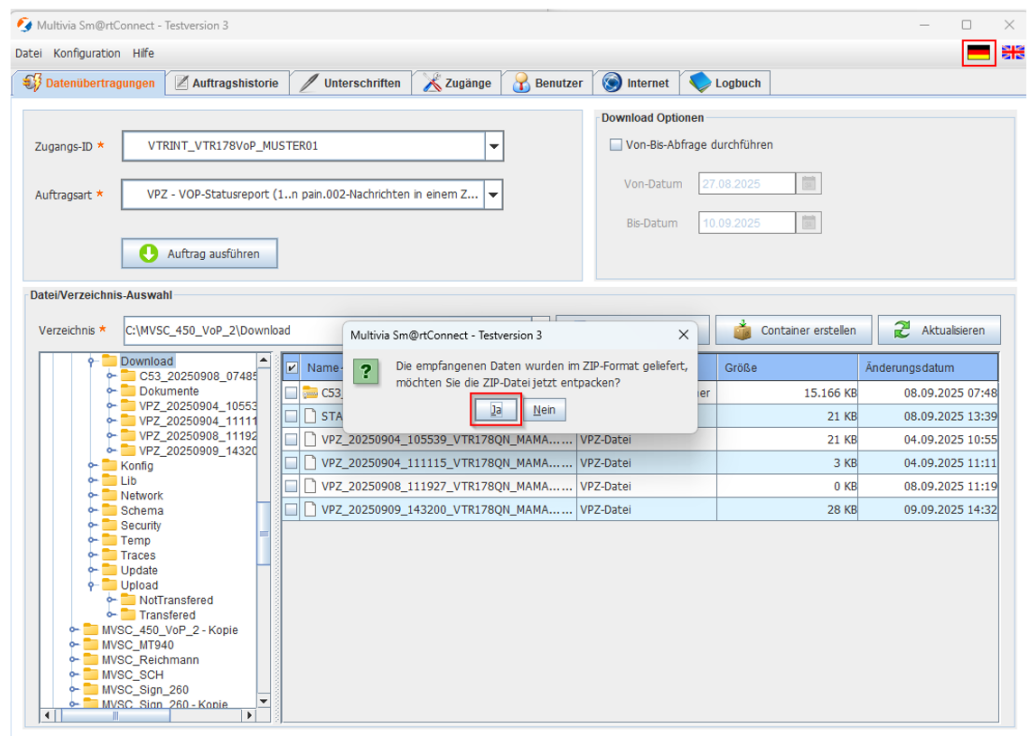 Multivia Sm@rtConnect - Testversion 3
Datei Konfiguration Hilfe
Datenübertragungen Auftragshistorie Unterschriften Zugänge Benutzer Internet Logbuch
Zugangs-ID * VTRINT_VTR178VoP_MUSTER01
Auftragsart * VPZ - VOP-Statusreport (1..n pain.002-Nachrichten in einem Z...
Auftrag ausführen
Download Optionen
Von-Bis-Abfrage durchführen
Von-Datum 27.08.2025
Bis-Datum 10.09.2025
Datei/Verzeichnis-Auswahl
Verzeichnis * C:\MVSC_450_VoP_2\Download
Container erstellen Aktualisieren
Multivia Sm@rtConnect - Testversion 3
Die empfangenen Daten wurden im ZIP-Format geliefert,
möchten Sie die ZIP-Datei jetzt entpacken?
Ja Nein
Download
C53_20250908_07485
Dokumente
VPZ_20250904_10553
VPZ_20250904_11111
VPZ_20250908_11192
VPZ_20250909_14320
Konfig
Lib
Network
Schema
Security
Temp
Traces
Update
Upload
NotTransfered
Transfered
MVSC_450_VoP_2 - Kopie
MVSC_MT940
MVSC_Reichmann
MVSC_SCH
MVSC_Sign_260
MVSC_Sign_260 - Kopie
Name Größe Änderungsdatum
C53 er 15.166 KB 08.09.2025 07:48
STA 21 KB 08.09.2025 13:39
VPZ_20250904_105539_VTR178QN_MAMA... ... VPZ-Datei 21 KB 04.09.2025 10:55
VPZ_20250904_111115_VTR178QN_MAMA... ... VPZ-Datei 3 KB 04.09.2025 11:11
VPZ_20250908_111927_VTR178QN_MAMA... ... VPZ-Datei 0 KB 08.09.2025 11:19
VPZ_20250909_143200_VTR178QN_MAMA... ... VPZ-Datei 28 KB 09.09.2025 14:32